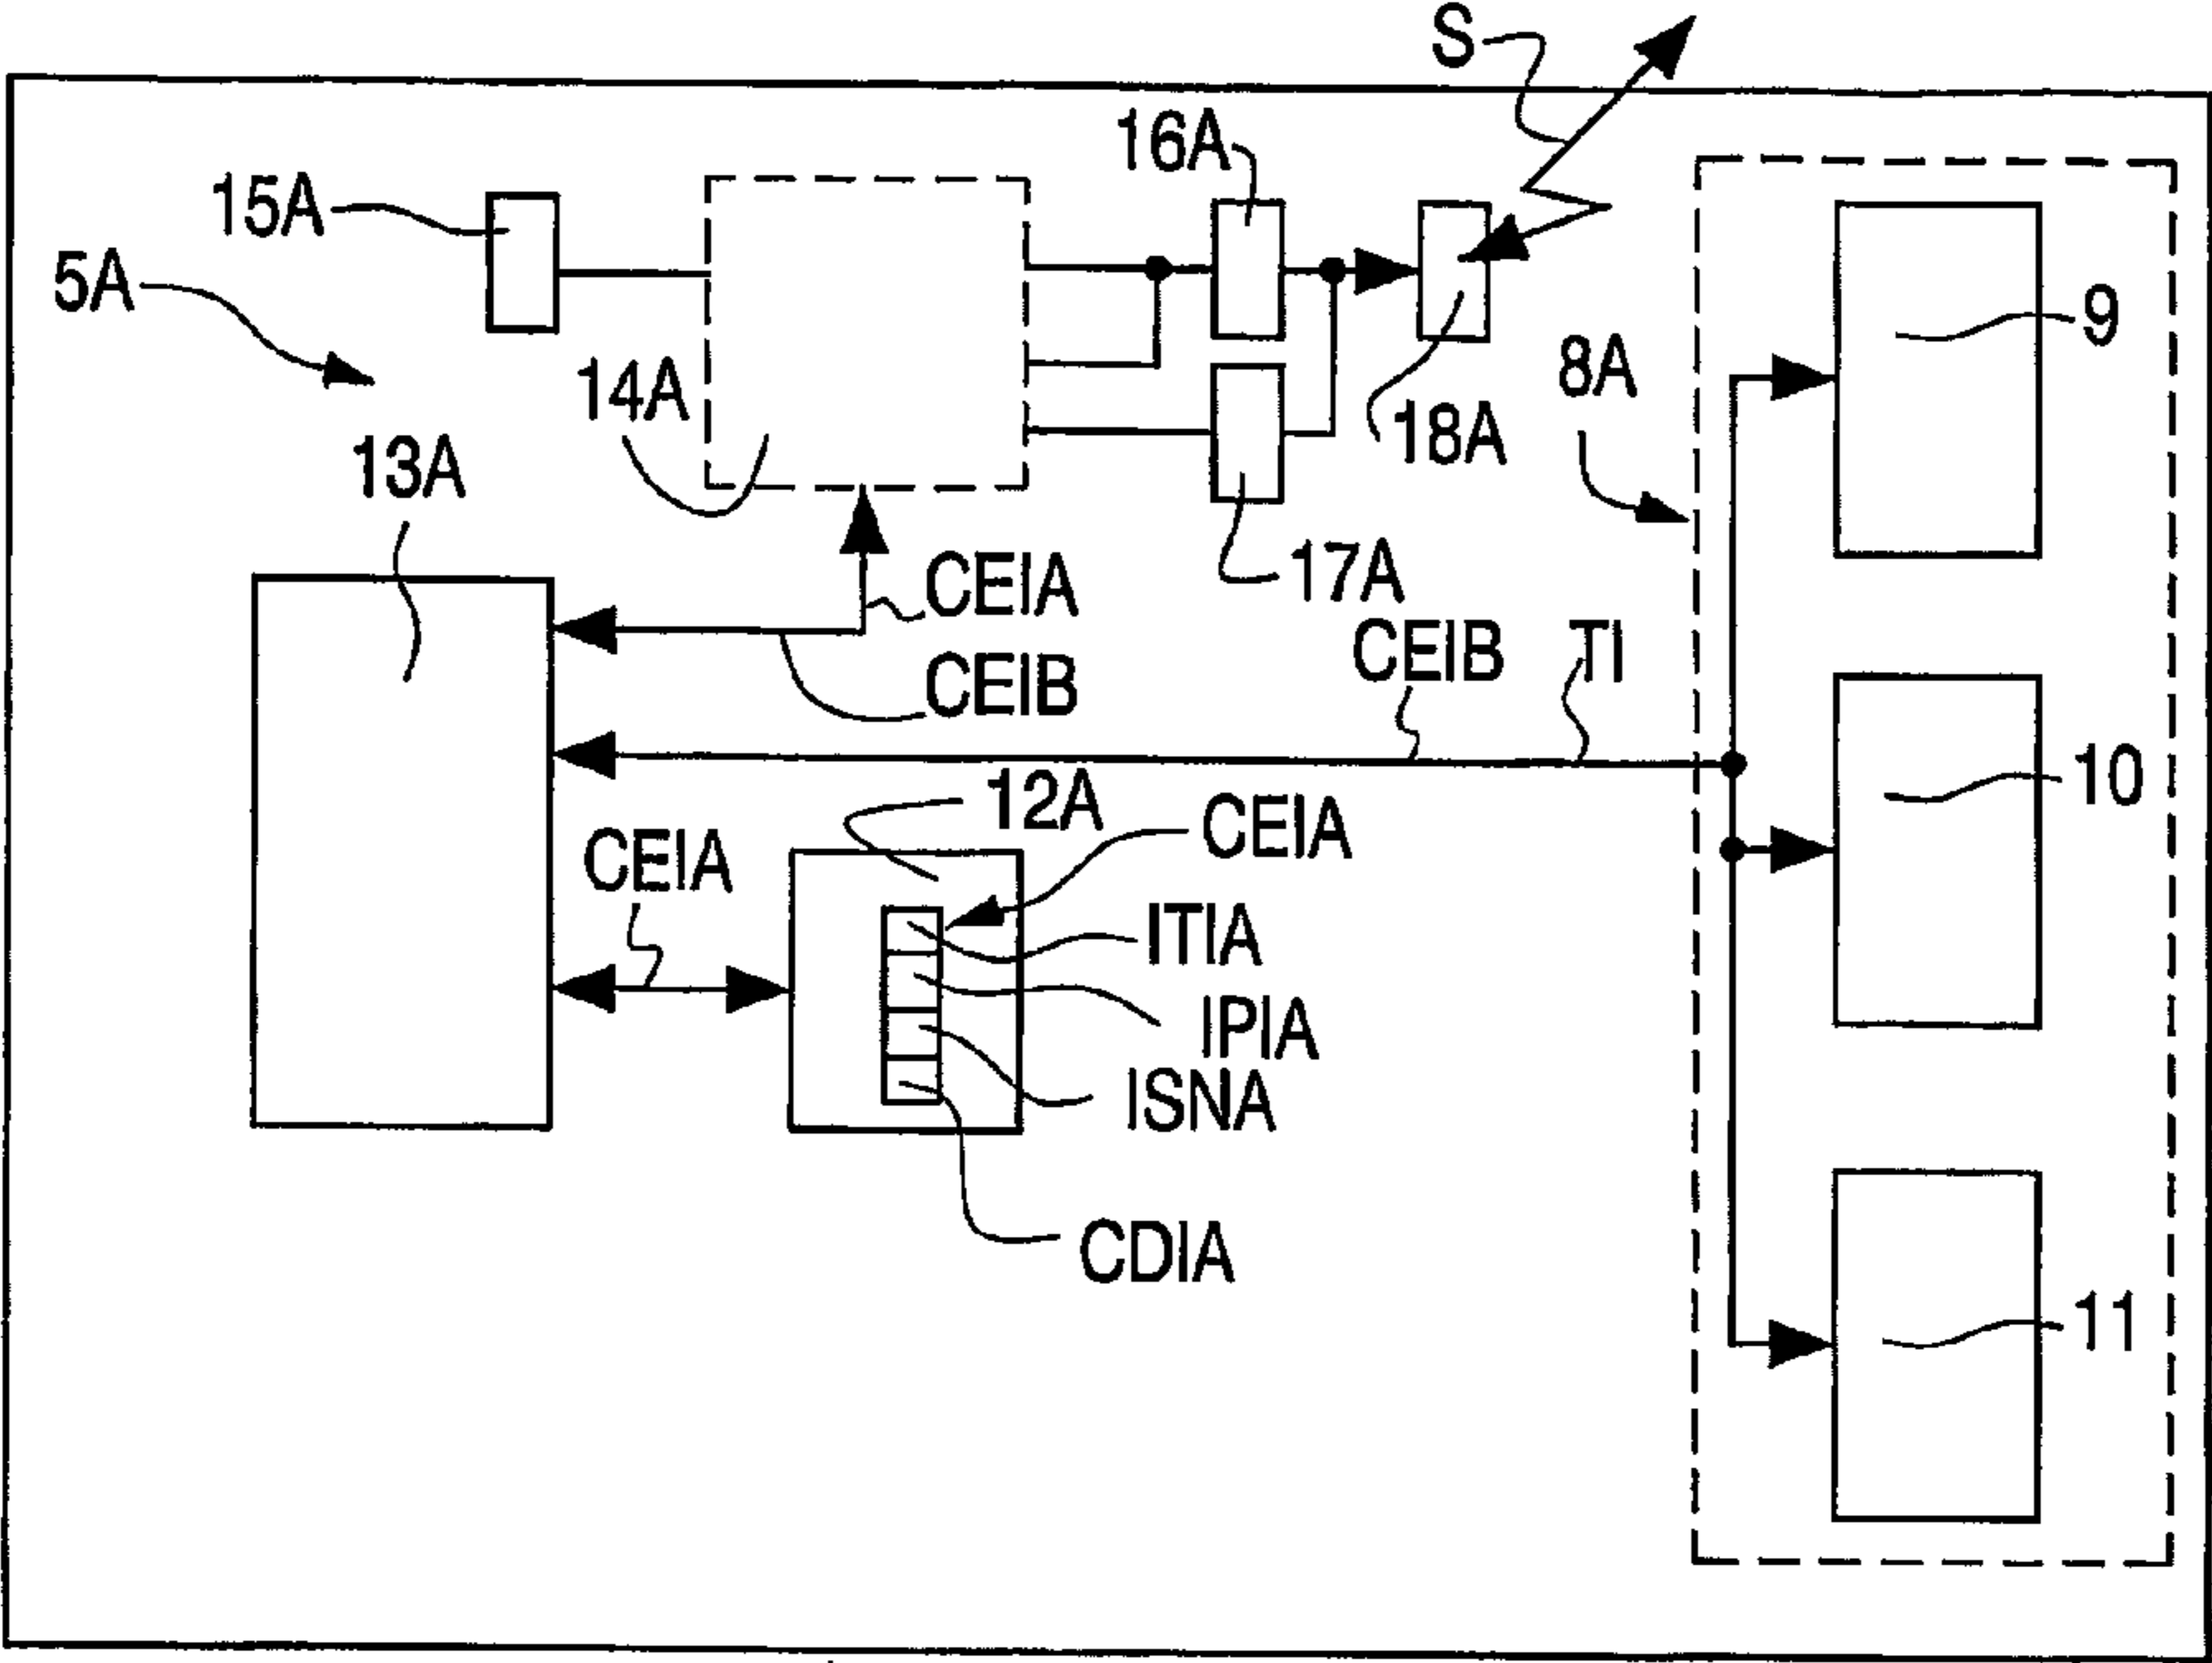 S
16A
15A
5A
9
8A
14A
18A
13A
17A
CEIA
CEIB
TI
CEIB
10
12A
CEIA
CEIA
ITIA
IPIA
ISNA
CDIA
11